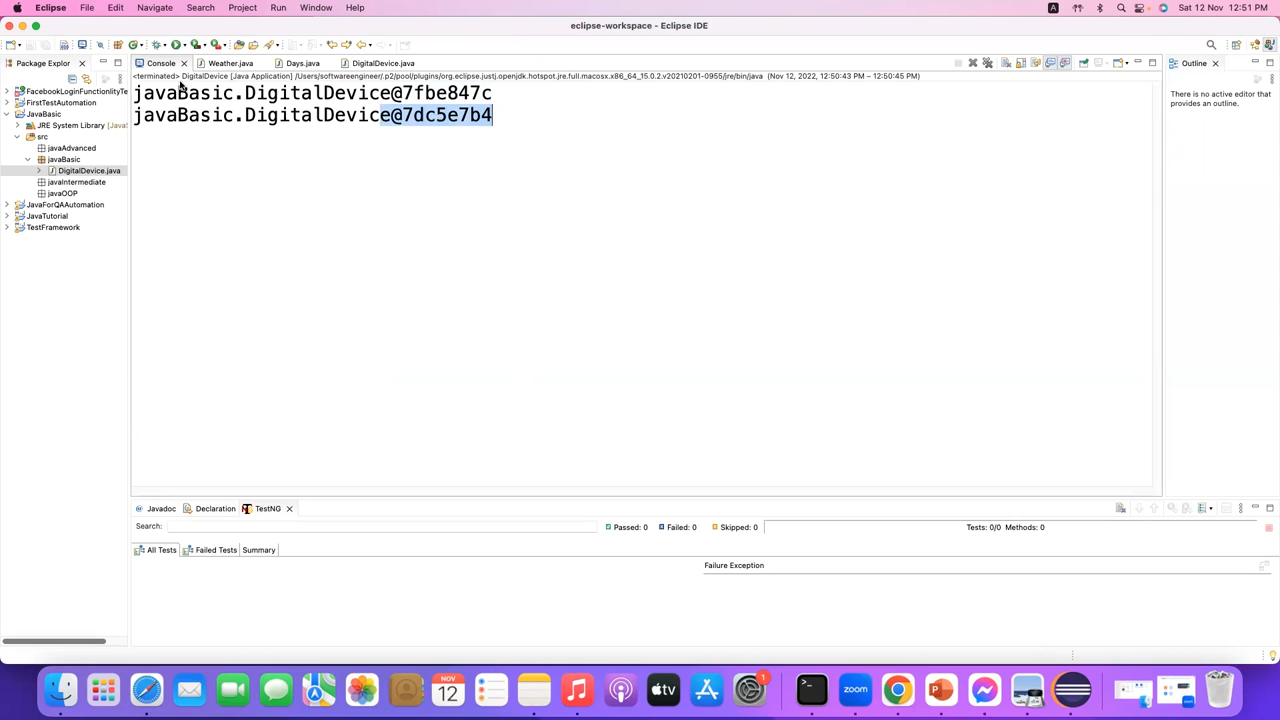 Eclipse File Edit Navigate Search Project Run Window Help A Sat 12 Nov 12:51 PM
eclipse-workspace - Eclipse IDE
Package Explorer Console Weather.java Days.java DigitalDevice.java Outline
<terminated> DigitalDevice [Java Application] /Users/softwareengineer/.p2/pool/plugins/org.eclipse.justj.openjdk.hotspot.jre.full.macosx.x86_64_15.0.2.v20210201-0955/jre/bin/java (Nov 12, 2022, 12:50:43 PM – 12:50:45 PM)
javaBasic.DigitalDevice@7fbe847c
javaBasic.DigitalDevice@7dc5e7b4
FacebookLoginFunctionlityTe
FirstTestAutomation
JavaBasic
JRE System Library [Java
src
javaAdvanced
javaBasic
DigitalDevice.java
javaIntermediate
javaOOP
JavaForQAAutomation
JavaTutorial
TestFramework
There is no active editor that
provides an outline.
Javadoc Declaration TestNG
Search: Passed: 0 Failed: 0 Skipped: 0 Tests: 0/0 Methods: 0
All Tests Failed Tests Summary
Failure Exception
NOV
12
tv
zoom
1